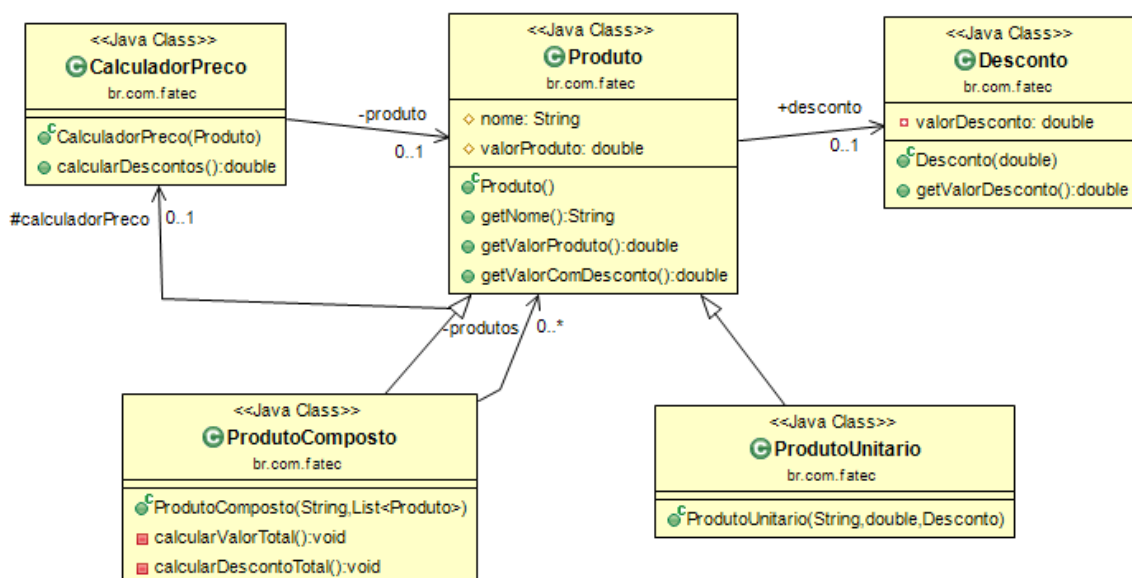 <<Java Class>>
CalculadorPreco
br.com.fatec
CalculadorPreco(Produto)
calcularDescontos():double
<<Java Class>>
Produto
br.com.fatec
nome: String
valorProduto: double
Produto()
getNome():String
getValorProduto():double
getValorComDesconto():double
<<Java Class>>
Desconto
br.com.fatec
valorDesconto: double
Desconto(double)
getValorDesconto():double
-produto
0..1
+desconto
0..1
#calculadorPreco
0..1
-produtos
0..*
<<Java Class>>
ProdutoComposto
br.com.fatec
ProdutoComposto(String,List<Produto>)
calcularValorTotal():void
calcularDescontoTotal():void
<<Java Class>>
ProdutoUnitario
br.com.fatec
ProdutoUnitario(String,double,Desconto)